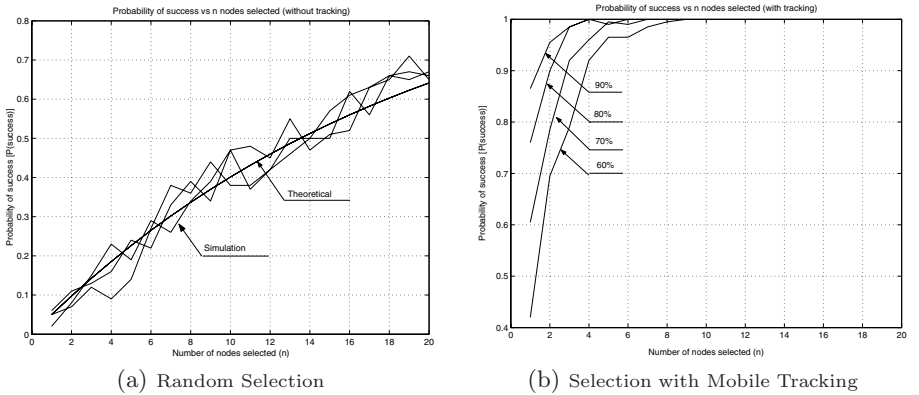 Probability of success vs n nodes selected (without tracking)
0.8
0.7
0.6
0.5
0.4
0.3
0.2
0.1
0
Probability of success [P(success)]
Theoretical
Simulation
0 2 4 6 8 10 12 14 16 18 20
Number of nodes selected (n)
(a) Random Selection
Probability of success vs n nodes selected (with tracking)
1
0.9
0.8
0.7
0.6
0.5
0.4
Probability of success [P(success)]
90%
80%
70%
60%
0 2 4 6 8 10 12 14 16 18 20
Number of nodes selected (n)
(b) Selection with Mobile Tracking